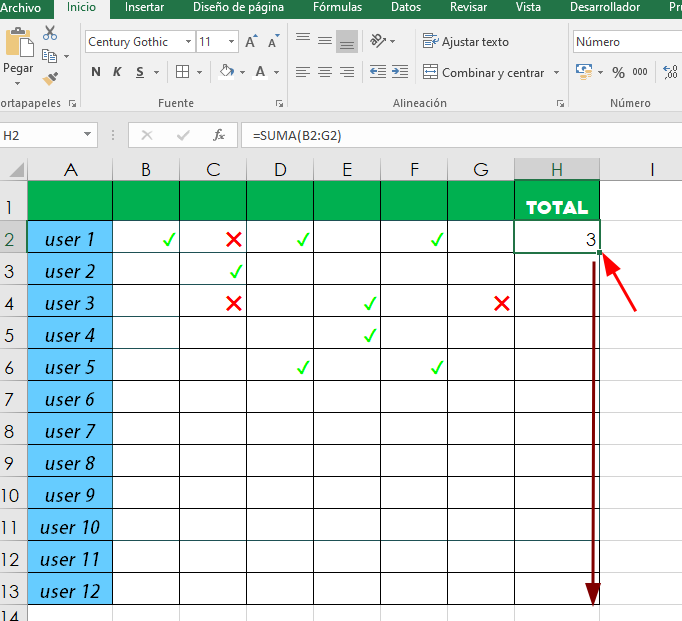 Archivo Inicio Insertar Diseño de página Fórmulas Datos Revisar Vista Desarrollador
Pegar
Century Gothic 11 A A
Ajustar texto
Número
N K S A
Combinar y centrar
% 000 ,00
ortapapeles Fuente Alineación Número
H2 fx =SUMA(B2:G2)
A B C D E F G H I
1 TOTAL
2 user 1 ✓ ✕ ✓ ✓ 3
3 user 2 ✓
4 user 3 ✕ ✓ ✕
5 user 4 ✓
6 user 5 ✓ ✓
7 user 6
8 user 7
9 user 8
10 user 9
11 user 10
12 user 11
13 user 12
14